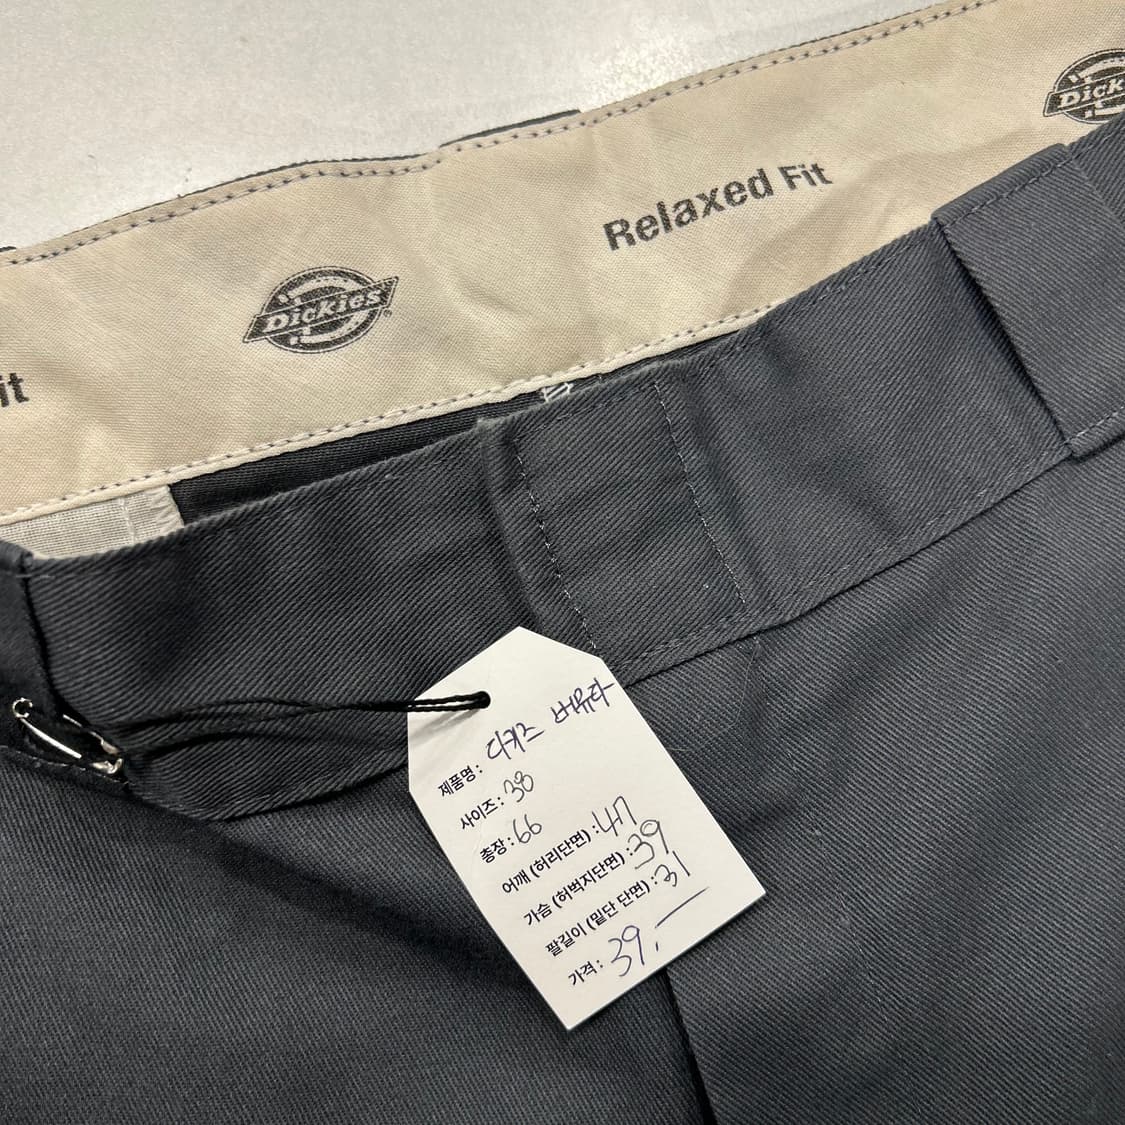 Dickies
Relaxed Fit
Dickies
it
제품명: 디키즈 버뮤다
사이즈: 38
총장: 66
어깨 (허리단면) : 47
가슴 (허벅지단면) : 39
팔길이 (밑단 단면) : 31
가격: 39,—